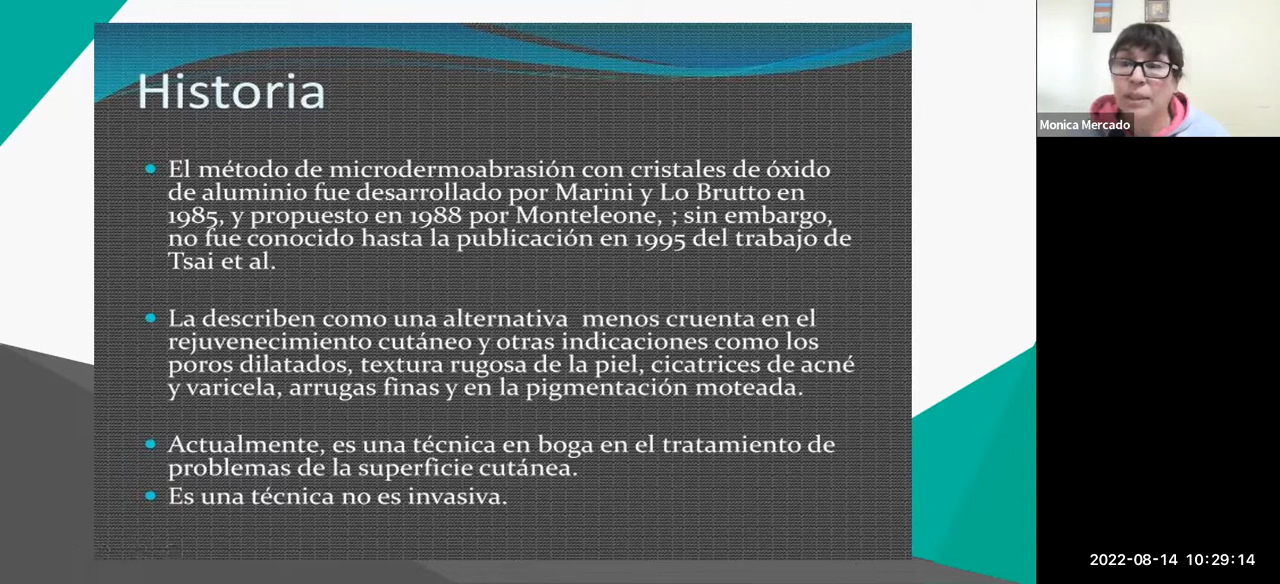 Historia
El método de microdermoabrasión con cristales de óxido
de aluminio fue desarrollado por Marini y Lo Brutto en
1985, y propuesto en 1988 por Monteleone, ; sin embargo,
no fue conocido hasta la publicación en 1995 del trabajo de
Tsai et al.
La describen como una alternativa  menos cruenta en el
rejuvenecimiento cutáneo y otras indicaciones como los
poros dilatados, textura rugosa de la piel, cicatrices de acné
y varicela, arrugas finas y en la pigmentación moteada.
Actualmente, es una técnica en boga en el tratamiento de
problemas de la superficie cutánea.
Es una técnica no es invasiva.
Monica Mercado
2022-08-14 10:29:14